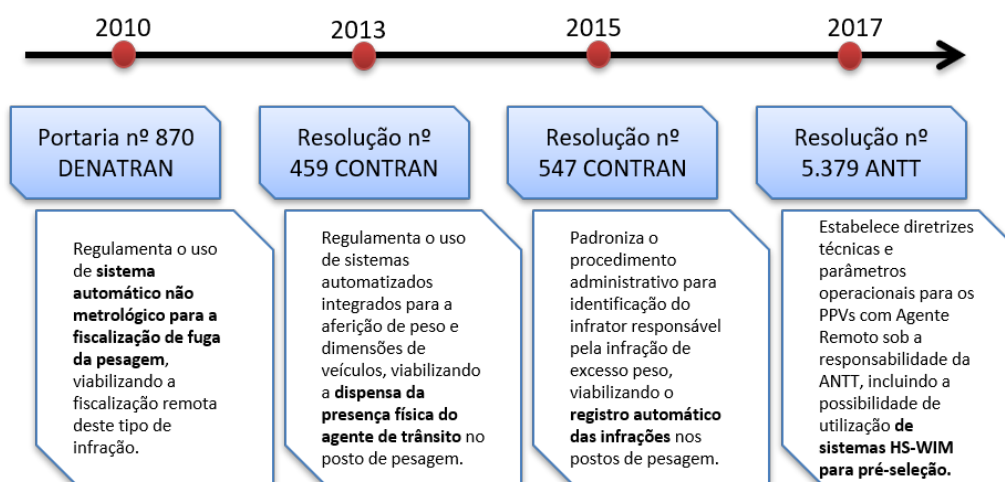 2010
2013
2015
2017
Portaria nº 870
DENATRAN
Resolução nº
459 CONTRAN
Resolução nº
547 CONTRAN
Resolução nº
5.379 ANTT
Regulamenta o uso
de sistema
automático não
metrológico para a
fiscalização de fuga
da pesagem,
viabilizando a
fiscalização remota
deste tipo de
infração.
Regulamenta o uso
de sistemas
automatizados
integrados para a
aferição de peso e
dimensões de
veículos, viabilizando
a dispensa da
presença física do
agente de trânsito no
posto de pesagem.
Padroniza o
procedimento
administrativo para
identificação do
infrator responsável
pela infração de
excesso peso,
viabilizando o
registro automático
das infrações nos
postos de pesagem.
Estabelece diretrizes
técnicas e
parâmetros
operacionais para os
PPVs com Agente
Remoto sob a
responsabilidade da
ANTT, incluindo a
possibilidade de
utilização de
sistemas HS-WIM
para pré-seleção.